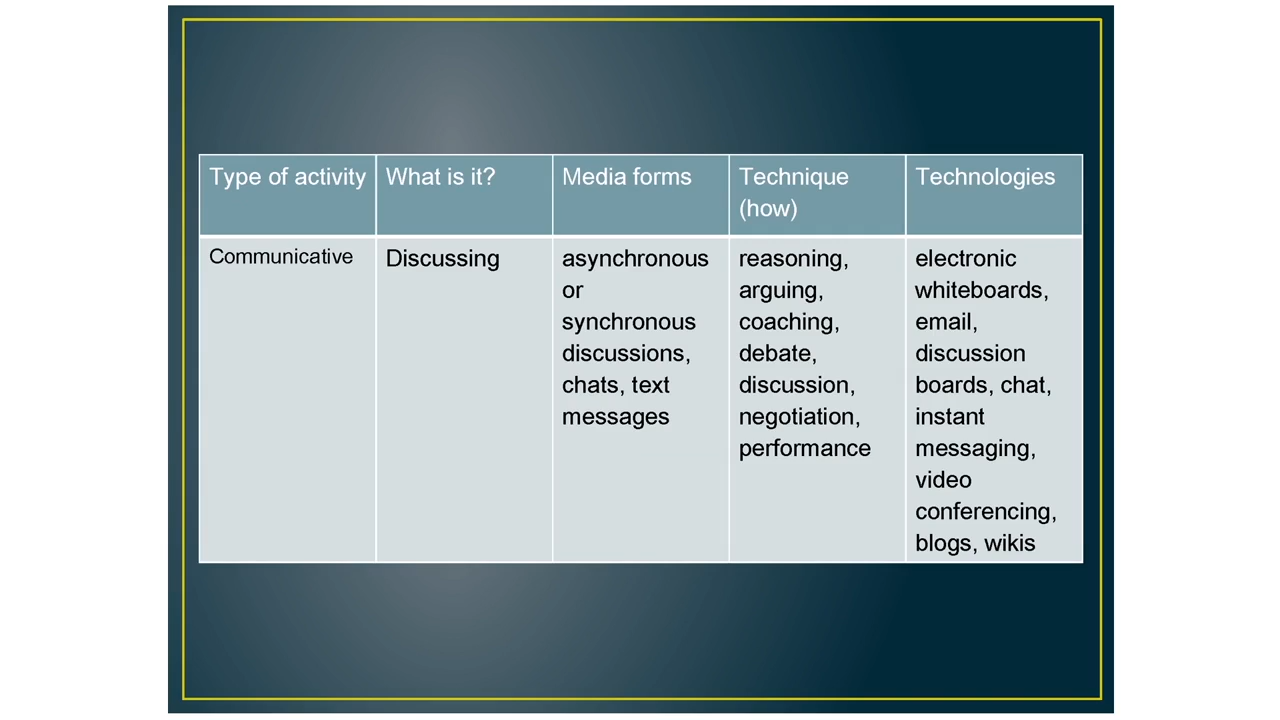 Type of activity
What is it?
Media forms
Technique
(how)
Technologies
Communicative
Discussing
asynchronous
or
synchronous
discussions,
chats, text
messages
reasoning,
arguing,
coaching,
debate,
discussion,
negotiation,
performance
electronic
whiteboards,
email,
discussion
boards, chat,
instant
messaging,
video
conferencing,
blogs, wikis